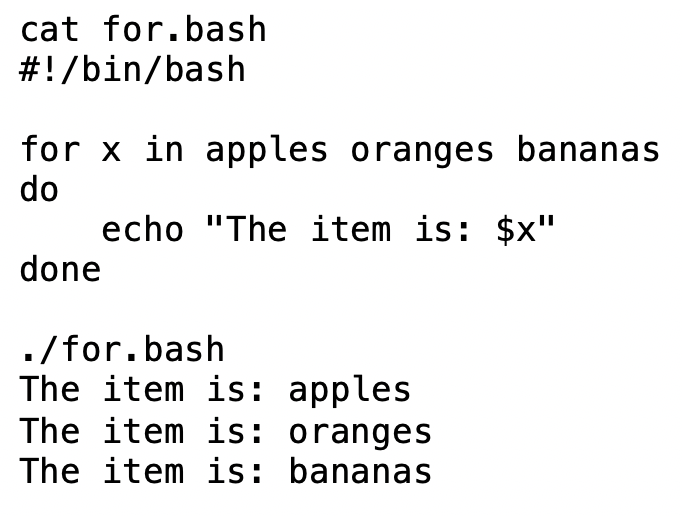 cat for.bash
#!/bin/bash

for x in apples oranges bananas
do
    echo "The item is: $x"
done

./for.bash
The item is: apples
The item is: oranges
The item is: bananas